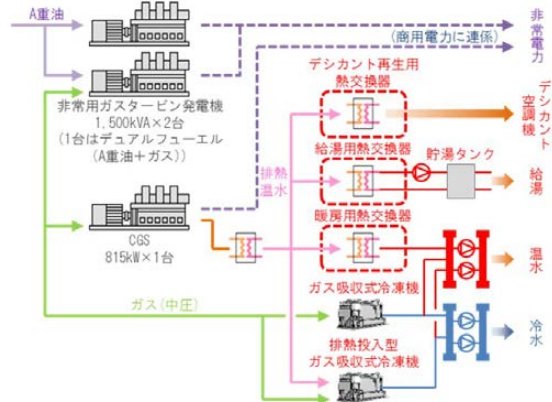 A重油
非常電力
(商用電力に連係)
デシカント再生用
熱交換器
デシカント
空調機
非常用ガスタービン発電機
1,500kVA×2台
(1台はデュアルフューエル
(A重油+ガス))
給湯用熱交換器
貯湯タンク
給湯
排熱
温水
暖房用熱交換器
温水
CGS
815kW×1台
ガス吸収式冷凍機
ガス(中圧)
冷水
排熱投入型
ガス吸収式冷凍機